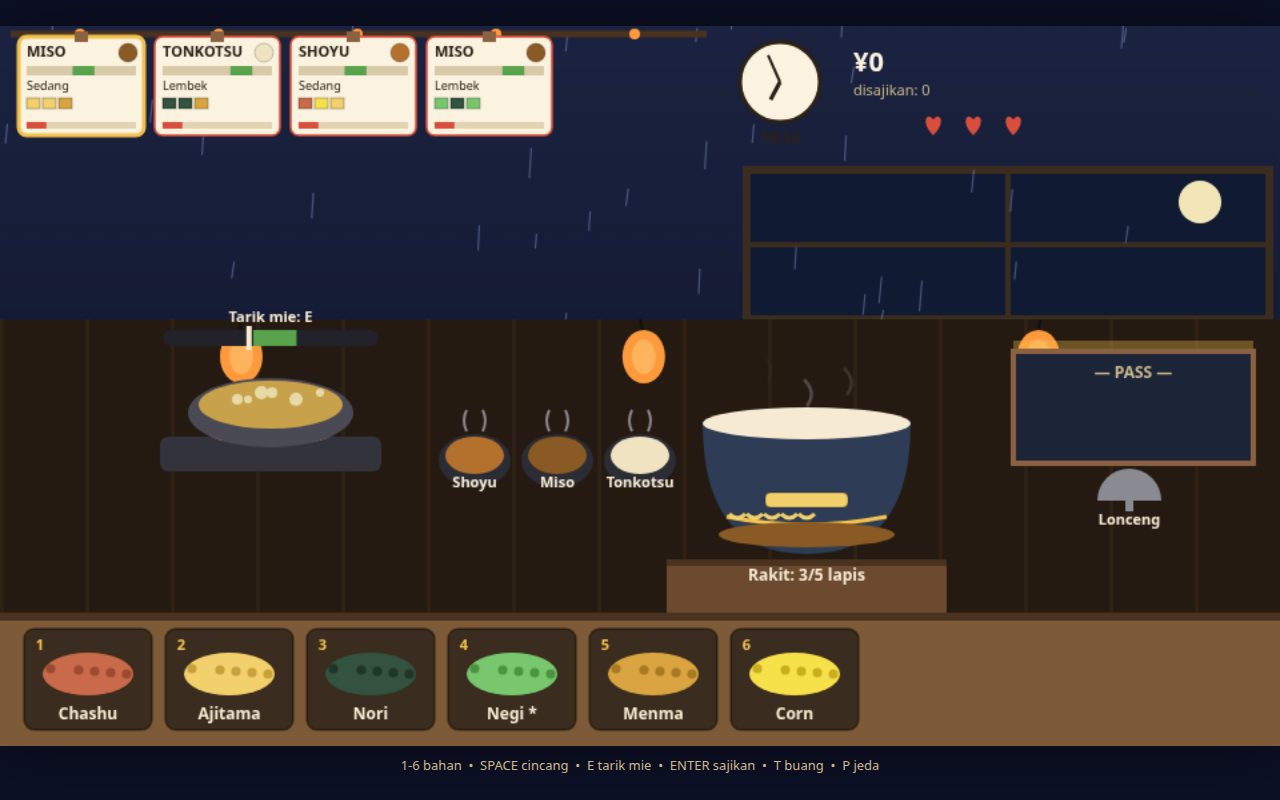 MISO
Sedang
TONKOTSU
Lembek
SHOYU
Sedang
MISO
Lembek
¥0
disajikan: 0
Tarik mie: E
Shoyu
Miso
Tonkotsu
— PASS —
Lonceng
Rakit: 3/5 lapis
1
Chashu
2
Ajitama
3
Nori
4
Negi *
5
Menma
6
Corn
1-6 bahan • SPACE cincang • E tarik mie • ENTER sajikan • T buang • P jeda